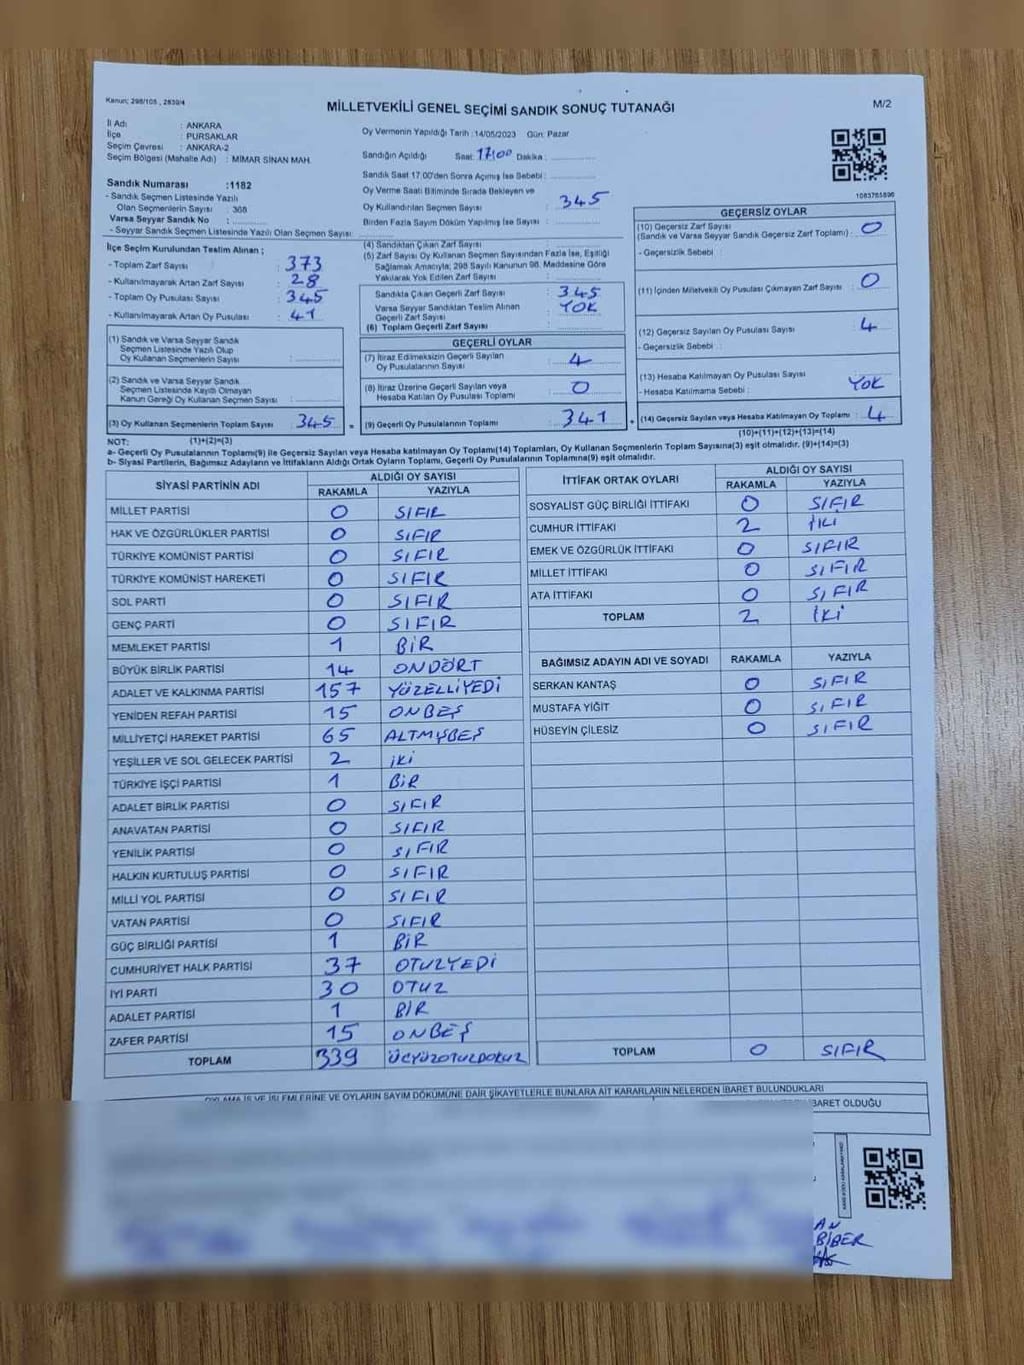 Kanun; 298/105 , 2839/4
MİLLETVEKİLİ GENEL SEÇİMİ SANDIK SONUÇ TUTANAĞI
M/2
İl Adı : ANKARA
İlçe : PURSAKLAR
Seçim Çevresi : ANKARA-2
Seçim Bölgesi (Mahalle Adı) : MİMAR SİNAN MAH.
Sandık Numarası :1182
- Sandık Seçmen Listesinde Yazılı
Olan Seçmenlerin Sayısı : 368
Varsa Seyyar Sandık No :
- Seyyar Sandık Seçmen Listesinde Yazılı Olan Seçmen Sayısı:
Oy Vermenin Yapıldığı Tarih :14/05/2023 Gün: Pazar
Sandığın Açıldığı Saat: 17:00 Dakika:
Sandık Saat 17:00'den Sonra Açımış İse Sebebi :
Oy Verme Saati Bitiminde Sırada Bekleyen ve
Oy Kullandırılan Seçmen Sayısı : 345
Birden Fazla Sayım Döküm Yapılmış İse Sayısı :
1083765896
İlçe Seçim Kurulundan Teslim Alınan ;
- Toplam Zarf Sayısı : 373
- Kullanılmayarak Artan Zarf Sayısı : 28
- Toplam Oy Pusulası Sayısı : 345
- Kullanılmayarak Artan Oy Pusulası : 41
(1) Sandık ve Varsa Seyyar Sandık
Seçmen Listesinde Yazılı Olup
Oy Kullanan Seçmenlerin Sayısı :
(2) Sandık ve Varsa Seyyar Sandık
Seçmen Listesinde Kayıtlı Olmayan
Kanun Gereği Oy Kullanan Seçmen Sayısı :
(3) Oy Kullanan Seçmenlerin Toplam Sayısı : 345
(1)+(2)=(3)
(4) Sandıktan Çıkan Zarf Sayısı
(5) Zarf Sayısı Oy Kullanan Seçmen Sayısından Fazla İse, Eşitliği
Sağlamak Amacıyla; 298 Sayılı Kanunun 98. Maddesine Göre
Yakılarak Yok Edilen Zarf Sayısı :
Sandıkta Çıkan Geçerli Zarf Sayısı : 345
Varsa Seyyar Sandıktan Teslim Alınan
Geçerli Zarf Sayısı : YOK
(6) Toplam Geçerli Zarf Sayısı :
GEÇERLİ OYLAR
(7) İtiraz Edilmeksizin Geçerli Sayılan
Oy Pusulalarının Sayısı : 4
(8) İtiraz Üzerine Geçerli Sayılan veya
Hesaba Katılan Oy Pusulası Toplamı : 0
(9) Geçerli Oy Pusulalarının Toplamı : 341
GEÇERSİZ OYLAR
(10) Geçersiz Zarf Sayısı
(Sandık ve Varsa Seyyar Sandık Geçersiz Zarf Toplamı) : 0
- Geçersizlik Sebebi :
(11) İçinden Milletvekili Oy Pusulası Çıkmayan Zarf Sayısı : 0
(12) Geçersiz Sayılan Oy Pusulası Sayısı : 4
- Geçersizlik Sebebi :
(13) Hesaba Katılmayan Oy Pusulası Sayısı
- Hesaba Katılmama Sebebi : YOK
(14) Geçersiz Sayılan veya Hesaba Katılmayan Oy Toplamı : 4
(10)+(11)+(12)+(13)=(14)
NOT:
a- Geçerli Oy Pusulalarının Toplamı(9) ile Geçersiz Sayılan veya Hesaba katılmayan Oy Toplamı(14) Toplamları, Oy Kullanan Seçmenlerin Toplam Sayısına(3) eşit olmalıdır. (9)+(14)=(3)
b- Siyasi Partilerin, Bağımsız Adayların ve İttifakların Aldığı Ortak Oyların Toplamı, Geçerli Oy Pusulalarının Toplamına(9) eşit olmalıdır.
SİYASİ PARTİNİN ADI ALDIĞI OY SAYISI
RAKAMLA YAZIYLA
MİLLET PARTİSİ 0 SIFIR
HAK VE ÖZGÜRLÜKLER PARTİSİ 0 SIFIR
TÜRKİYE KOMÜNİST PARTİSİ 0 SIFIR
TÜRKİYE KOMÜNİST HAREKETİ 0 SIFIR
SOL PARTİ 0 SIFIR
GENÇ PARTİ 0 SIFIR
MEMLEKET PARTİSİ 1 BİR
BÜYÜK BİRLİK PARTİSİ 14 ONDÖRT
ADALET VE KALKINMA PARTİSİ 157 YÜZELLİYEDİ
YENİDEN REFAH PARTİSİ 15 ONBEŞ
MİLLİYETÇİ HAREKET PARTİSİ 65 ALTMIŞBEŞ
YEŞİLLER VE SOL GELECEK PARTİSİ 2 İKİ
TÜRKİYE İŞÇİ PARTİSİ 1 BİR
ADALET BİRLİK PARTİSİ 0 SIFIR
ANAVATAN PARTİSİ 0 SIFIR
YENİLİK PARTİSİ 0 SIFIR
HALKIN KURTULUŞ PARTİSİ 0 SIFIR
MİLLİ YOL PARTİSİ 0 SIFIR
VATAN PARTİSİ 0 SIFIR
GÜÇ BİRLİĞİ PARTİSİ 1 BİR
CUMHURİYET HALK PARTİSİ 37 OTUZYEDİ
İYİ PARTİ 30 OTUZ
ADALET PARTİSİ 1 BİR
ZAFER PARTİSİ 15 ONBEŞ
TOPLAM 339 ÜÇYÜZOTUZDOKUZ
İTTİFAK ORTAK OYLARI ALDIĞI OY SAYISI
RAKAMLA YAZIYLA
SOSYALİST GÜÇ BİRLİĞİ İTTİFAKI 0 SIFIR
CUMHUR İTTİFAKI 2 İKİ
EMEK VE ÖZGÜRLÜK İTTİFAKI 0 SIFIR
MİLLET İTTİFAKI 0 SIFIR
ATA İTTİFAKI 0 SIFIR
TOPLAM 2 İKİ
BAĞIMSIZ ADAYIN ADI VE SOYADI RAKAMLA YAZIYLA
SERKAN KANTAŞ 0 SIFIR
MUSTAFA YİĞİT 0 SIFIR
HÜSEYİN ÇİLESİZ 0 SIFIR
TOPLAM 0 SIFIR
OYLAMA İŞ VE İŞLEMLERİNE VE OYLARIN SAYIM DÖKÜMÜNE DAİR ŞİKAYETLERLE BUNLARA AİT KARARLARIN NELERDEN İBARET BULUNDUKLARI
İBARET OLDUĞU
AN
BİBER